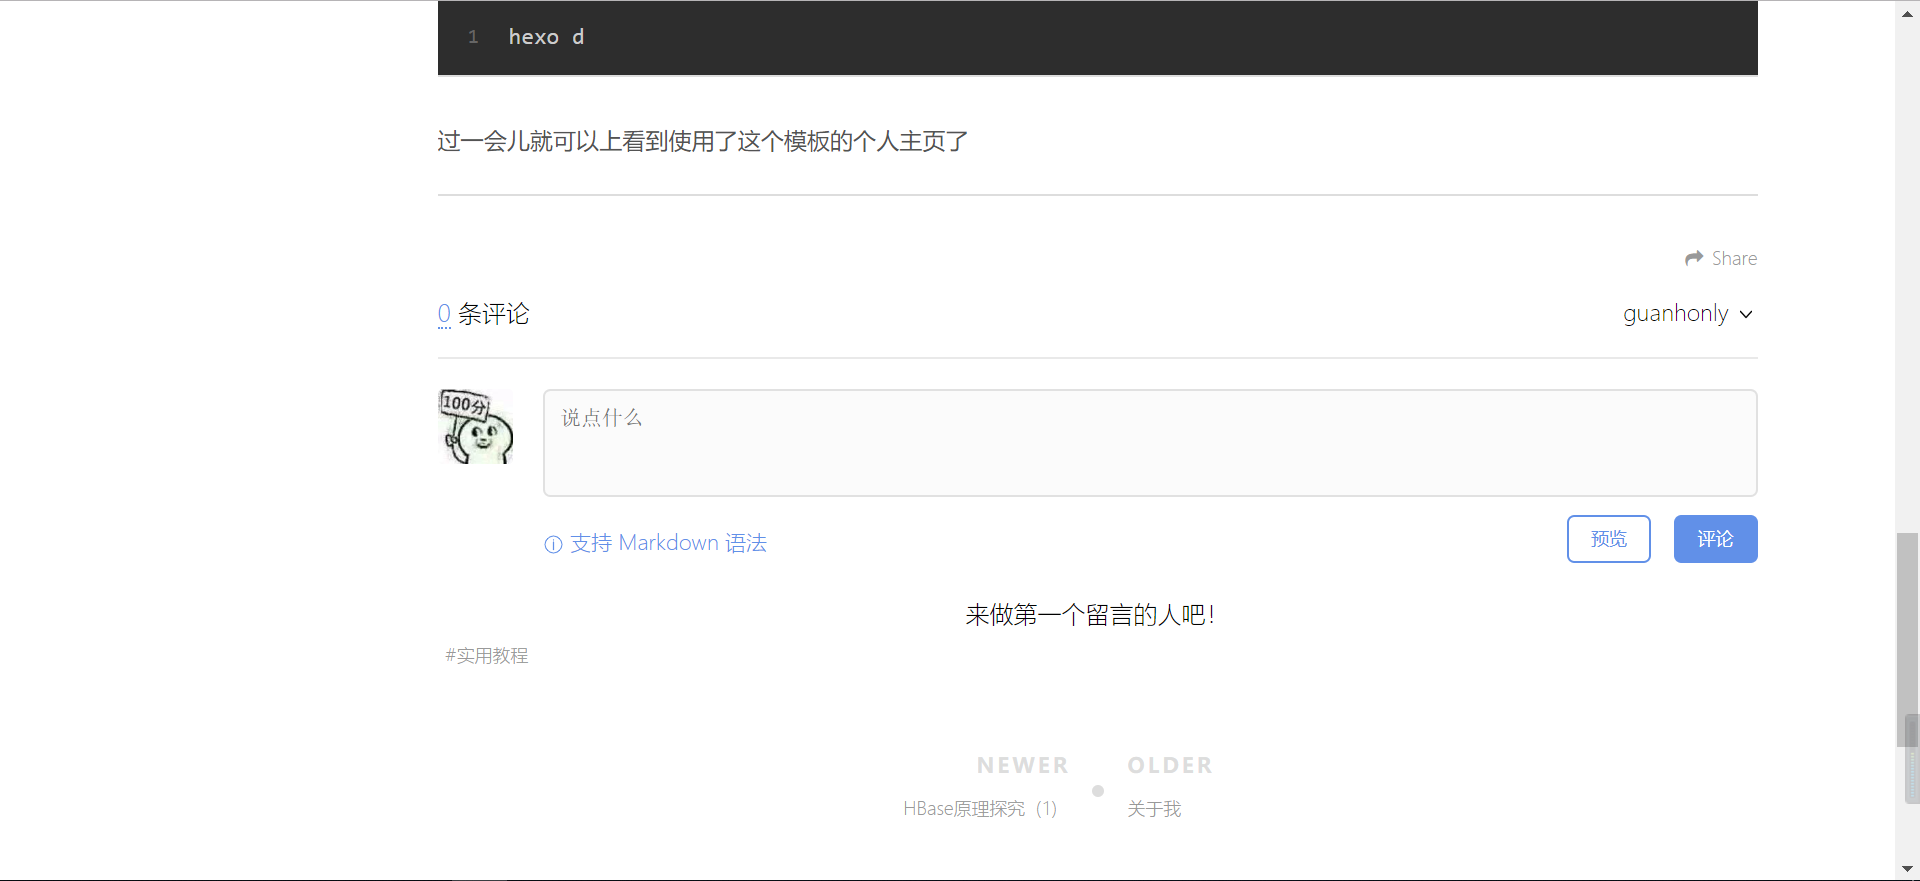 1 hexo d
过一会儿就可以上看到使用了这个模板的个人主页了
Share
0 条评论
guanhonly
100分
说点什么
支持 Markdown 语法
预览 评论
来做第一个留言的人吧！
#实用教程
NEWER OLDER
HBase原理探究（1） 关于我